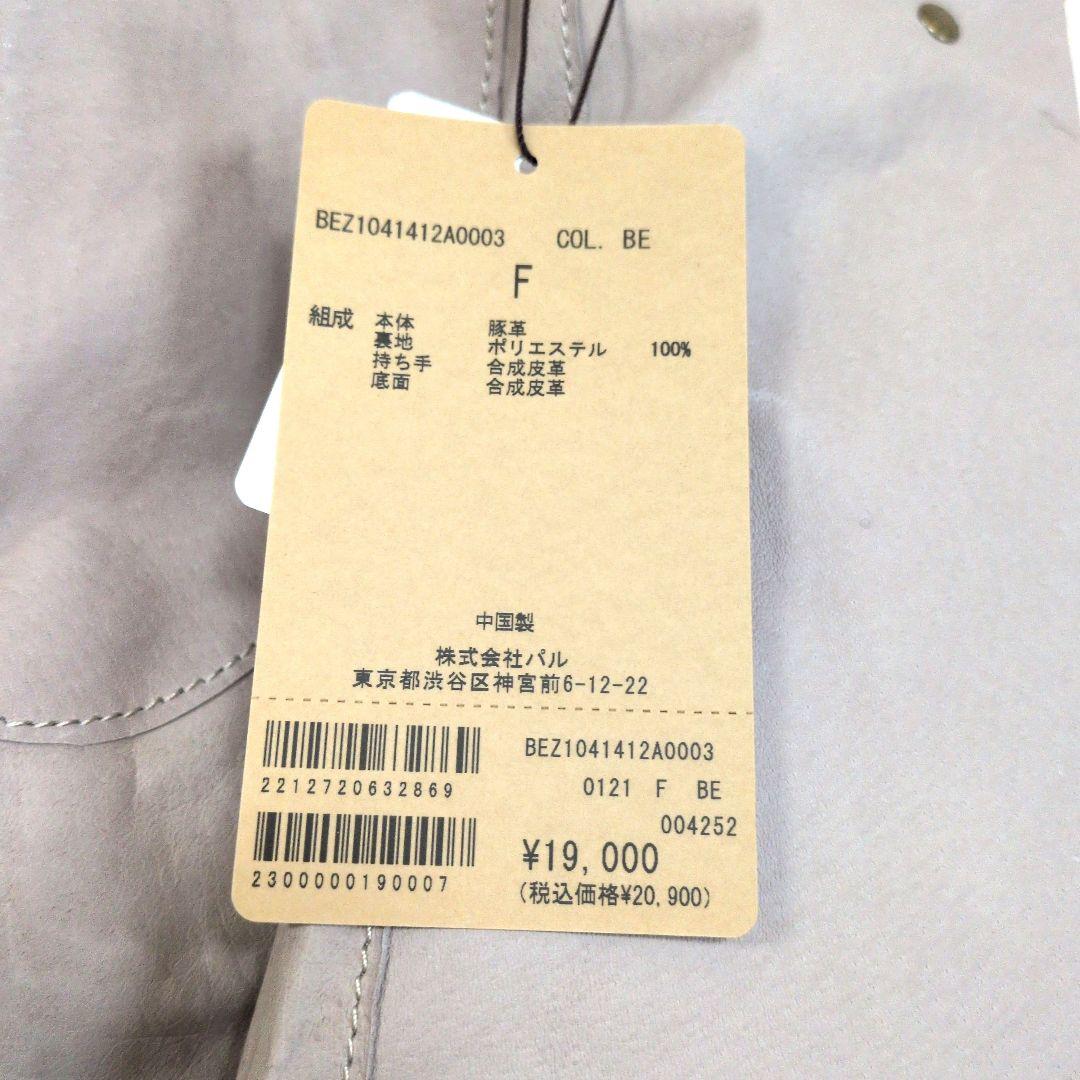 BEZ1041412A0003 COL. BE
F
組成 本体 豚革
裏地 ポリエステル 100%
持ち手 合成皮革
底面 合成皮革
中国製
株式会社パル
東京都渋谷区神宮前6-12-22
BEZ1041412A0003
2212720632869
0121 F BE
004252
¥19,000
2300000190007
(税込価格¥20,900)